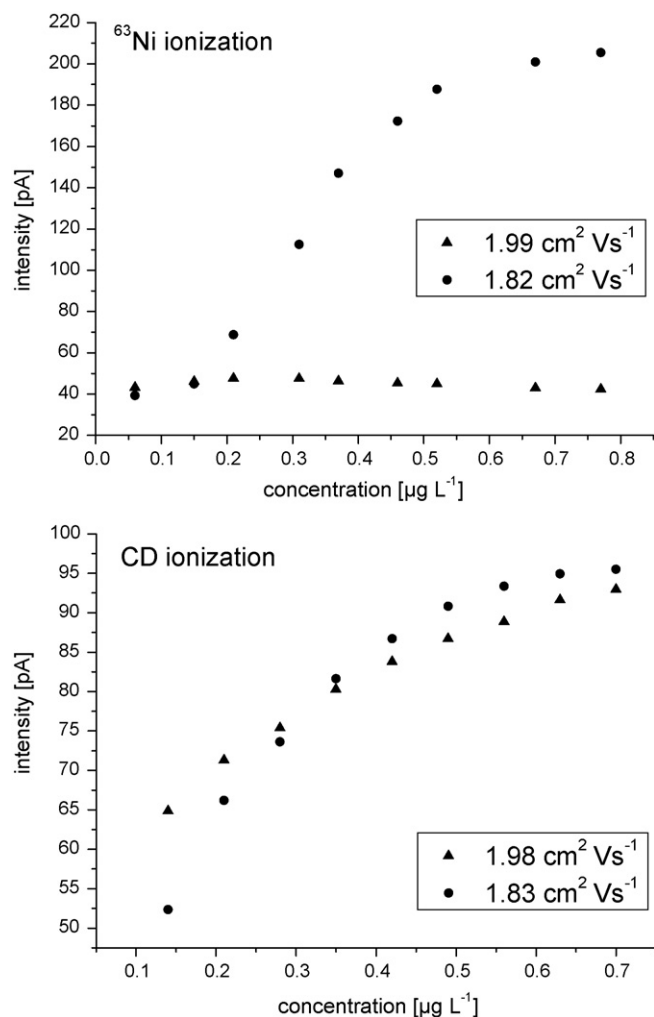 ⁶³Ni ionization
220
200
180
160
140
120
100
80
60
40
20
intensity [pA]
▲ 1.99 cm² Vs⁻¹
● 1.82 cm² Vs⁻¹
0.0 0.1 0.2 0.3 0.4 0.5 0.6 0.7 0.8
concentration [µg L⁻¹]
CD ionization
100
95
90
85
80
75
70
65
60
55
50
intensity [pA]
▲ 1.98 cm² Vs⁻¹
● 1.83 cm² Vs⁻¹
0.1 0.2 0.3 0.4 0.5 0.6 0.7
concentration [µg L⁻¹]